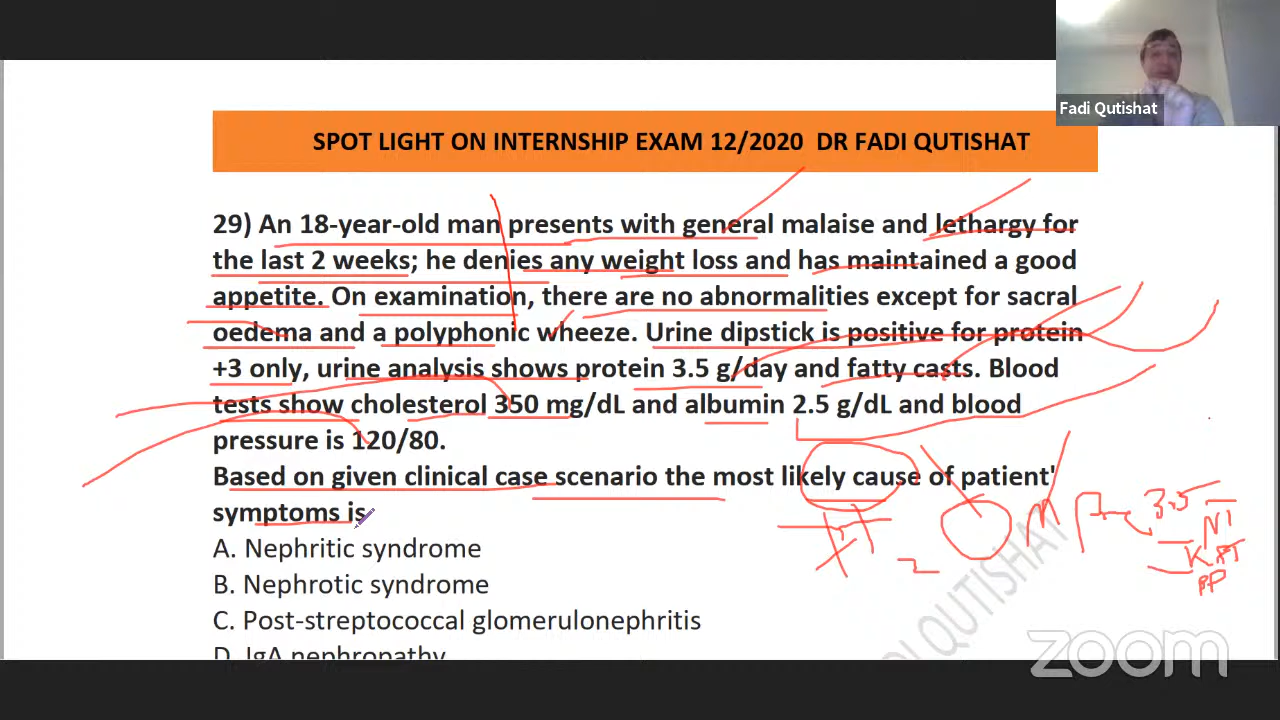 Fadi Qutishat
SPOT LIGHT ON INTERNSHIP EXAM 12/2020 DR FADI QUTISHAT
29) An 18-year-old man presents with general malaise and lethargy for
the last 2 weeks; he denies any weight loss and has maintained a good
appetite. On examination, there are no abnormalities except for sacral
oedema and a polyphonic wheeze. Urine dipstick is positive for protein
+3 only, urine analysis shows protein 3.5 g/day and fatty casts. Blood
tests show cholesterol 350 mg/dL and albumin 2.5 g/dL and blood
pressure is 120/80.
Based on given clinical case scenario the most likely cause of patient'
symptoms is
A. Nephritic syndrome
B. Nephrotic syndrome
C. Post-streptococcal glomerulonephritis
D. IgA nephropathy
3.5
QUTISHAT
zoom